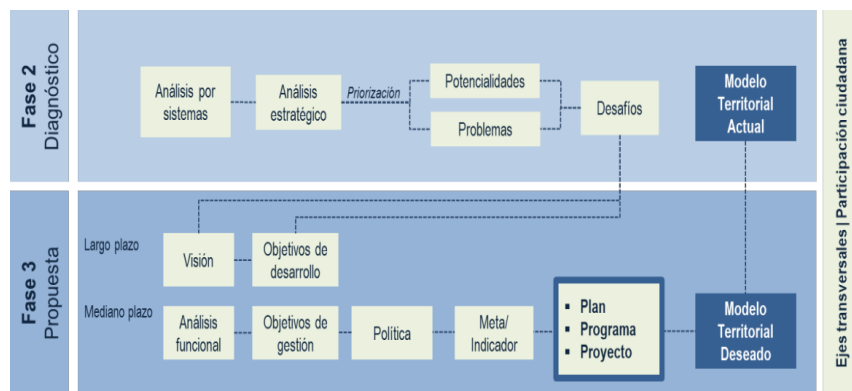 Fase 2
Diagnóstico
Análisis por
sistemas
Análisis
estratégico
Priorización
Potencialidades
Problemas
Desafíos
Modelo
Territorial
Actual
Fase 3
Propuesta
Largo plazo
Visión
Objetivos de
desarrollo
Mediano plazo
Análisis
funcional
Objetivos de
gestión
Política
Meta/
Indicador
▪ Plan
▪ Programa
▪ Proyecto
Modelo
Territorial
Deseado
Ejes transversales | Participación ciudadana